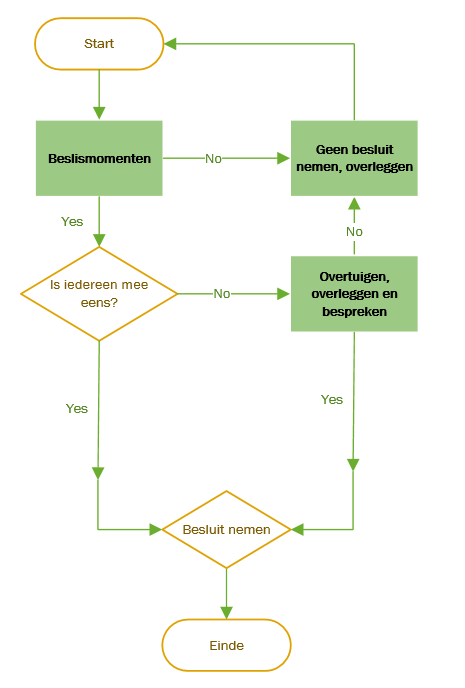 Start
Beslismomenten
No
Geen besluit
nemen, overleggen
Yes
No
Is iedereen mee
eens?
No
Overtuigen,
overleggen en
bespreken
Yes
Yes
Besluit nemen
Einde